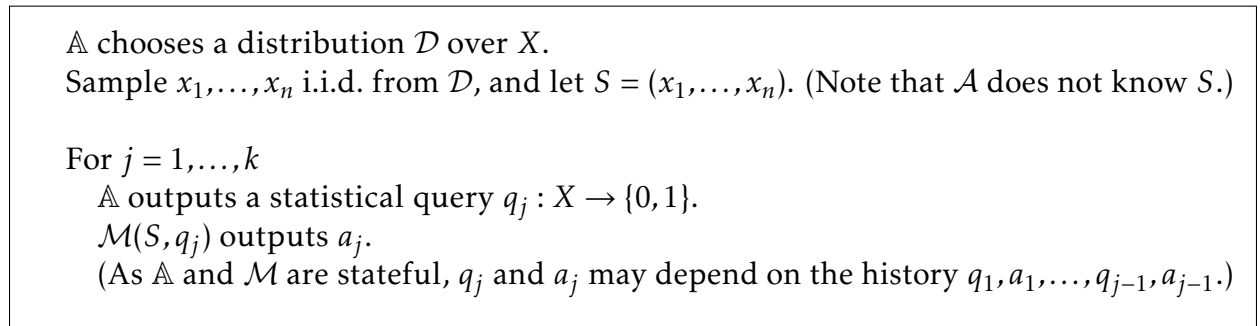 𝔸 chooses a distribution 𝒟 over X.
Sample x₁,…,xₙ i.i.d. from 𝒟, and let S = (x₁,…,xₙ). (Note that 𝒜 does not know S.)
For j = 1,…,k
𝔸 outputs a statistical query qⱼ : X → {0,1}.
ℳ(S,qⱼ) outputs aⱼ.
(As 𝔸 and ℳ are stateful, qⱼ and aⱼ may depend on the history q₁,a₁,…,qⱼ₋₁,aⱼ₋₁.)